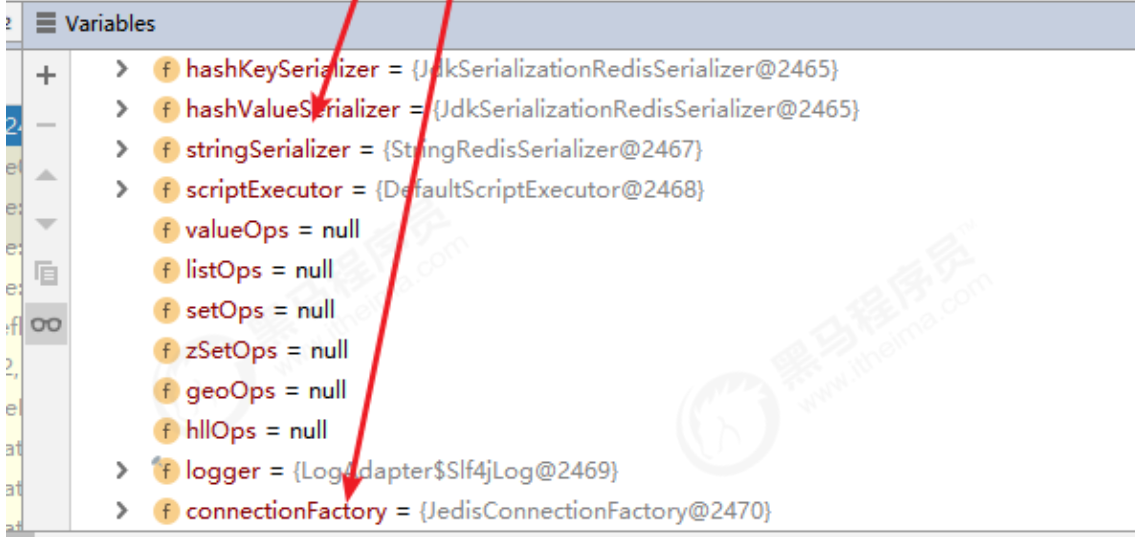 Variables
hashKeySerializer = {JdkSerializationRedisSerializer@2465}
hashValueSerializer = {JdkSerializationRedisSerializer@2465}
stringSerializer = {StringRedisSerializer@2467}
scriptExecutor = {DefaultScriptExecutor@2468}
valueOps = null
listOps = null
setOps = null
zSetOps = null
geoOps = null
hllOps = null
logger = {LogAdapter$Slf4jLog@2469}
connectionFactory = {JedisConnectionFactory@2470}
黑马程序员
www.itheima.com
黑马程序员
www.itheima.com